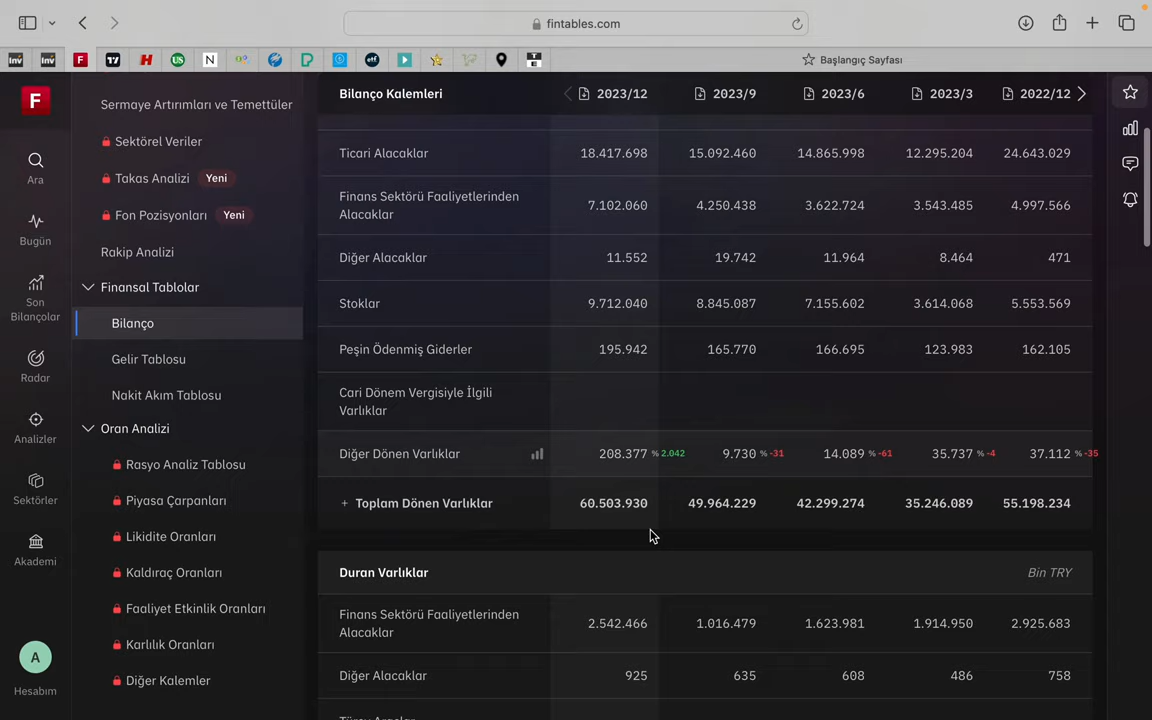 fintables.com
Inv
Inv
F
H
US
N
P
off
T
E
Başlangıç Sayfası
F
Ara
Bugün
Son
Bilançolar
Radar
Analizler
Sektörler
Akademi
A
Hesabım
Sermaye Artırımları ve Temettüler
Sektörel Veriler
Takas Analizi Yeni
Fon Pozisyonları Yeni
Rakip Analizi
Finansal Tablolar
Bilanço
Gelir Tablosu
Nakit Akım Tablosu
Oran Analizi
Rasyo Analiz Tablosu
Piyasa Çarpanları
Likidite Oranları
Kaldıraç Oranları
Faaliyet Etkinlik Oranları
Karlılık Oranları
Diğer Kalemler
Bilanço Kalemleri 2023/12 2023/9 2023/6 2023/3 2022/12
Ticari Alacaklar 18.417.698 15.092.460 14.865.998 12.295.204 24.643.029
Finans Sektörü Faaliyetlerinden
Alacaklar 7.102.060 4.250.438 3.622.724 3.543.485 4.997.566
Diğer Alacaklar 11.552 19.742 11.964 8.464 471
Stoklar 9.712.040 8.845.087 7.155.602 3.614.068 5.553.569
Peşin Ödenmiş Giderler 195.942 165.770 166.695 123.983 162.105
Cari Dönem Vergisiyle İlgili
Varlıklar
Diğer Dönen Varlıklar 208.377 % 2.042 9.730 % -31 14.089 % -61 35.737 % -4 37.112 % -35
+ Toplam Dönen Varlıklar 60.503.930 49.964.229 42.299.274 35.246.089 55.198.234
Duran Varlıklar Bin TRY
Finans Sektörü Faaliyetlerinden
Alacaklar 2.542.466 1.016.479 1.623.981 1.914.950 2.925.683
Diğer Alacaklar 925 635 608 486 758
Türev Araçlar